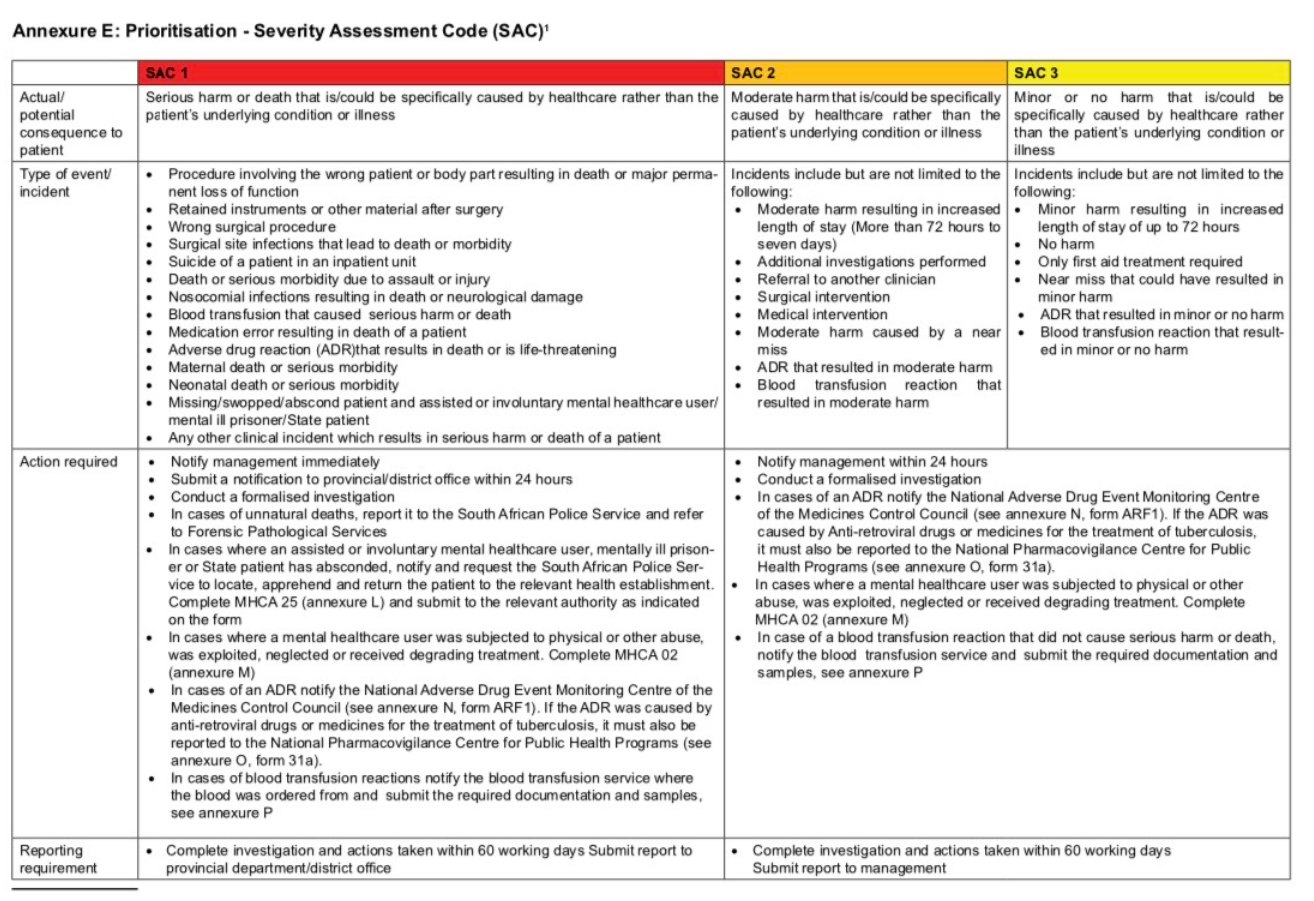 Annexure E: Prioritisation - Severity Assessment Code (SAC)¹
SAC 1
SAC 2
SAC 3
Actual/
potential
consequence to
patient
Serious harm or death that is/could be specifically caused by healthcare rather than the
patient's underlying condition or illness
Moderate harm that is/could be specifically
caused by healthcare rather than the
patient's underlying condition or illness
Minor or no harm that is/could be
specifically caused by healthcare rather
than the patient's underlying condition or
illness
Type of event/
incident
• Procedure involving the wrong patient or body part resulting in death or major perma-
nent loss of function
• Retained instruments or other material after surgery
• Wrong surgical procedure
• Surgical site infections that lead to death or morbidity
• Suicide of a patient in an inpatient unit
• Death or serious morbidity due to assault or injury
• Nosocomial infections resulting in death or neurological damage
• Blood transfusion that caused serious harm or death
• Medication error resulting in death of a patient
• Adverse drug reaction (ADR)that results in death or is life-threatening
• Maternal death or serious morbidity
• Neonatal death or serious morbidity
• Missing/swopped/abscond patient and assisted or involuntary mental healthcare user/
mental ill prisoner/State patient
• Any other clinical incident which results in serious harm or death of a patient
Incidents include but are not limited to the
following:
• Moderate harm resulting in increased
length of stay (More than 72 hours to
seven days)
• Additional investigations performed
• Referral to another clinician
• Surgical intervention
• Medical intervention
• Moderate harm caused by a near
miss
• ADR that resulted in moderate harm
• Blood transfusion reaction that
resulted in moderate harm
Incidents include but are not limited to the
following:
• Minor harm resulting in increased
length of stay of up to 72 hours
• No harm
• Only first aid treatment required
• Near miss that could have resulted in
minor harm
• ADR that resulted in minor or no harm
• Blood transfusion reaction that result-
ed in minor or no harm
Action required
• Notify management immediately
• Submit a notification to provincial/district office within 24 hours
• Conduct a formalised investigation
• In cases of unnatural deaths, report it to the South African Police Service and refer
to Forensic Pathological Services
• In cases where an assisted or involuntary mental healthcare user, mentally ill prison-
er or State patient has absconded, notify and request the South African Police Ser-
vice to locate, apprehend and return the patient to the relevant health establishment.
Complete MHCA 25 (annexure L) and submit to the relevant authority as indicated
on the form
• In cases where a mental healthcare user was subjected to physical or other abuse,
was exploited, neglected or received degrading treatment. Complete MHCA 02
(annexure M)
• In cases of an ADR notify the National Adverse Drug Event Monitoring Centre of the
Medicines Control Council (see annexure N, form ARF1). If the ADR was caused by
anti-retroviral drugs or medicines for the treatment of tuberculosis, it must also be
reported to the National Pharmacovigilance Centre for Public Health Programs (see
annexure O, form 31a).
• In cases of blood transfusion reactions notify the blood transfusion service where
the blood was ordered from and submit the required documentation and samples,
see annexure P
• Notify management within 24 hours
• Conduct a formalised investigation
• In cases of an ADR notify the National Adverse Drug Event Monitoring Centre
of the Medicines Control Council (see annexure N, form ARF1). If the ADR was
caused by Anti-retroviral drugs or medicines for the treatment of tuberculosis,
it must also be reported to the National Pharmacovigilance Centre for Public
Health Programs (see annexure O, form 31a).
• In cases where a mental healthcare user was subjected to physical or other
abuse, was exploited, neglected or received degrading treatment. Complete
MHCA 02 (annexure M)
• In case of a blood transfusion reaction that did not cause serious harm or death,
notify the blood transfusion service and submit the required documentation and
samples, see annexure P
Reporting
requirement
• Complete investigation and actions taken within 60 working days Submit report to
provincial department/district office
• Complete investigation and actions taken within 60 working days
Submit report to management